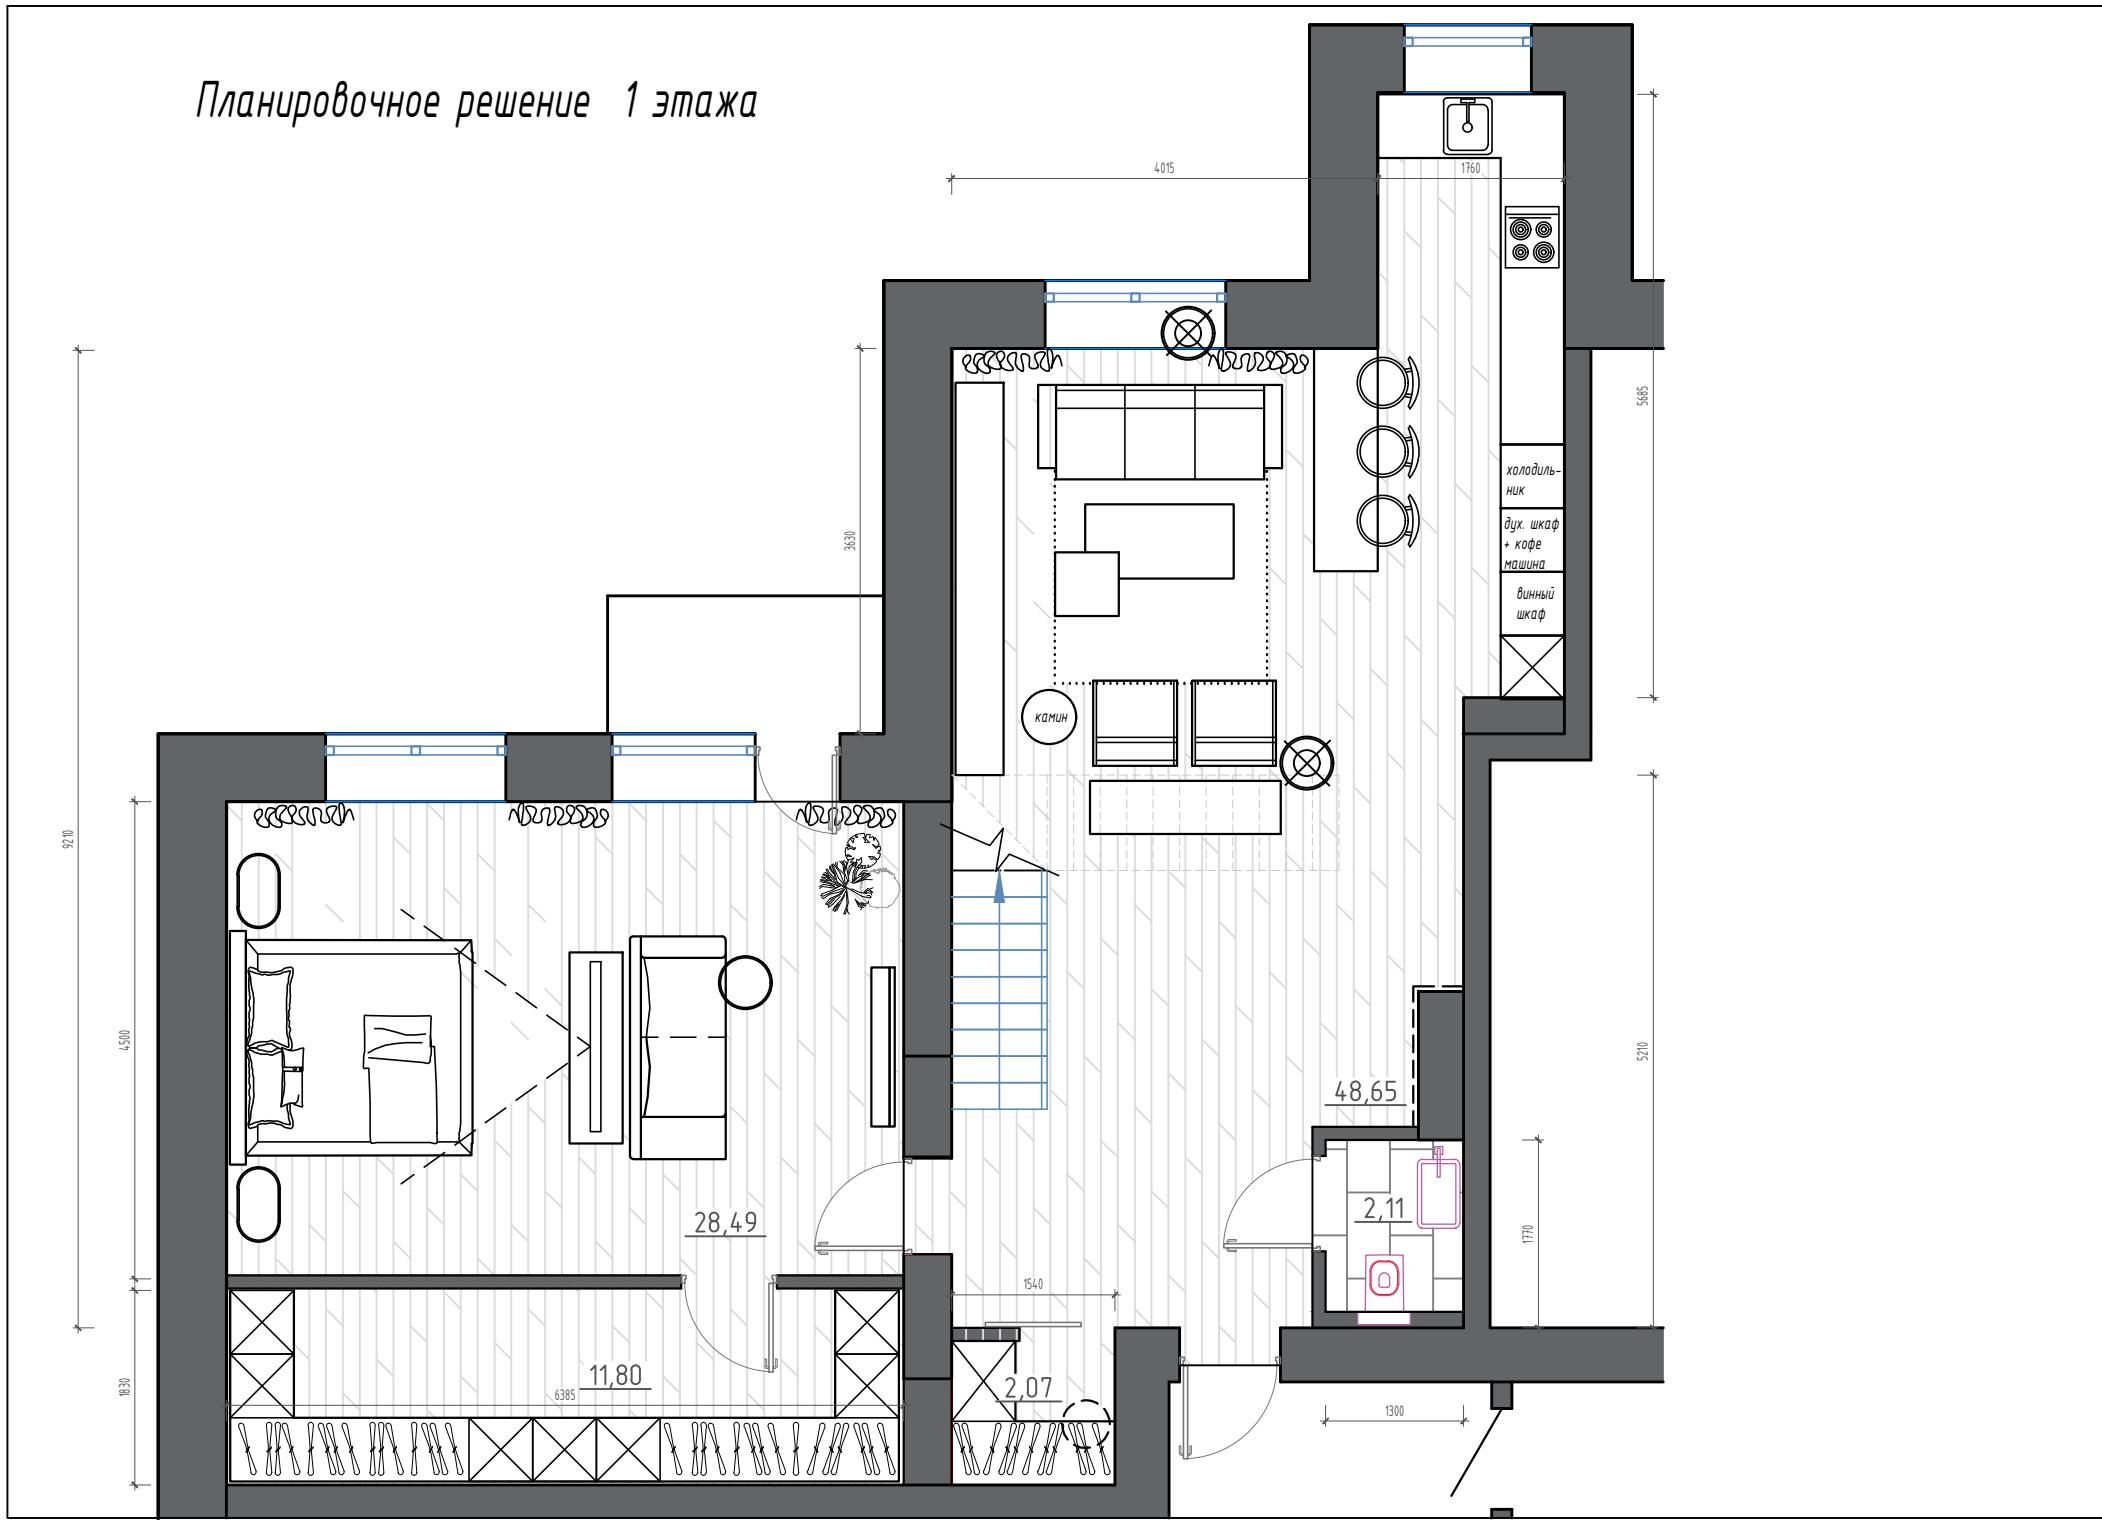 Планировочное решение 1 этажа
4015
1760
5685
3630
9210
холодиль-
ник
дух. шкаф
+ кофе
машина
винный
шкаф
камин
4500
5210
48,65
2,11
28,49
1770
1540
11,80
2,07
6385
1830
1300